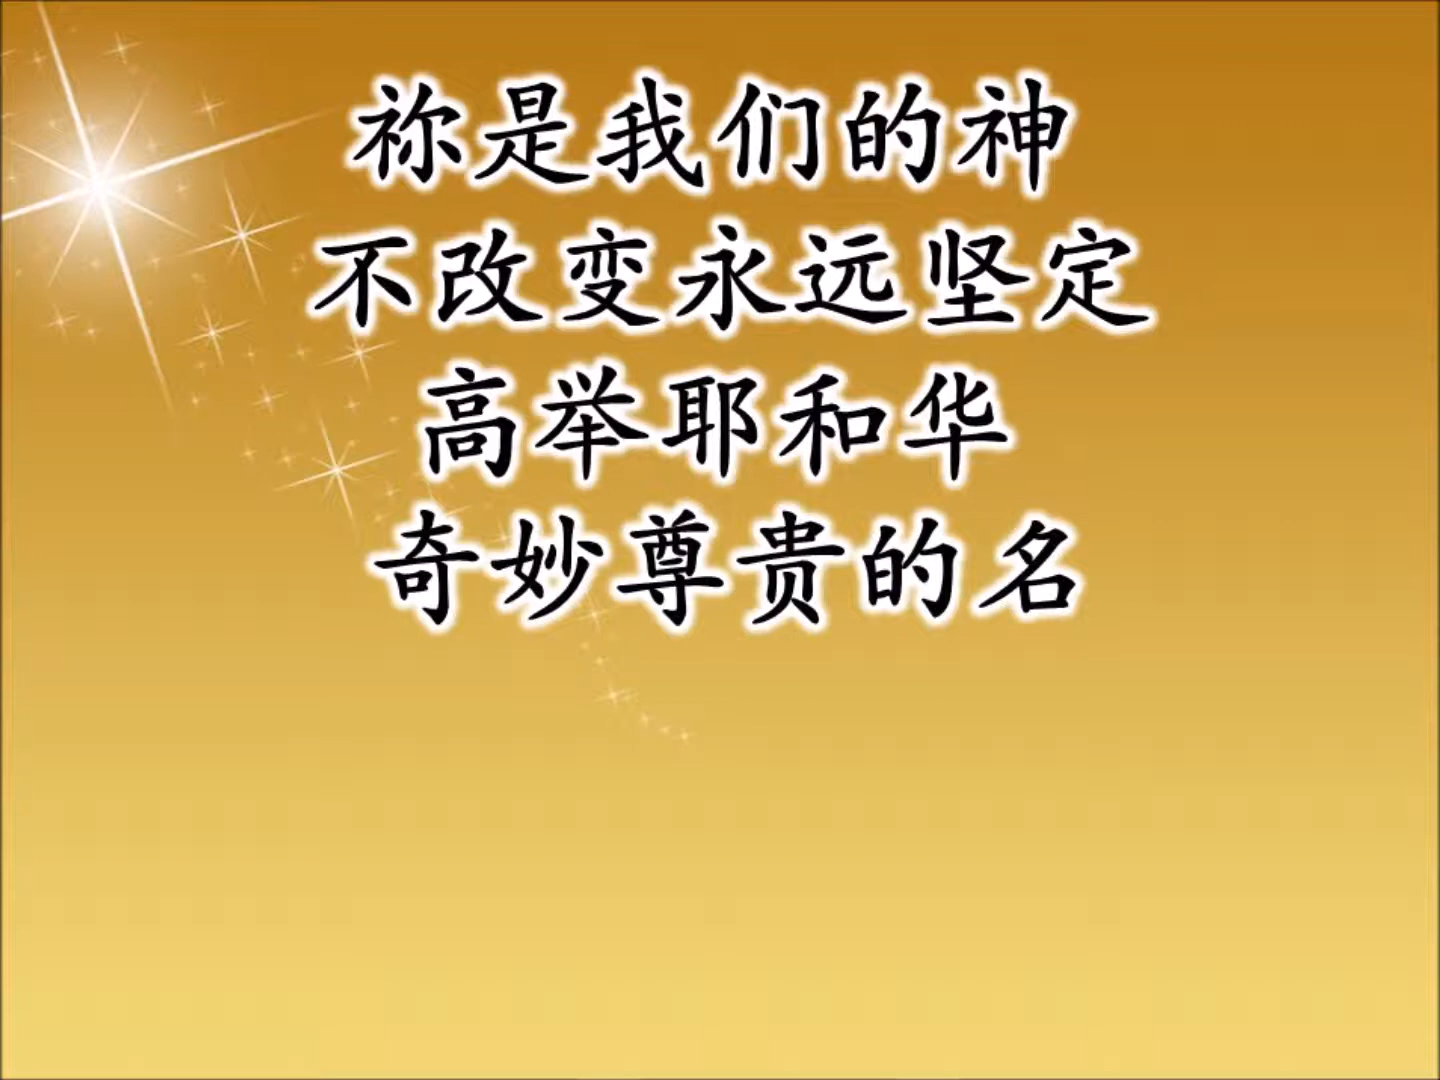 祢是我们的神
不改变永远坚定
高举耶和华
奇妙尊贵的名